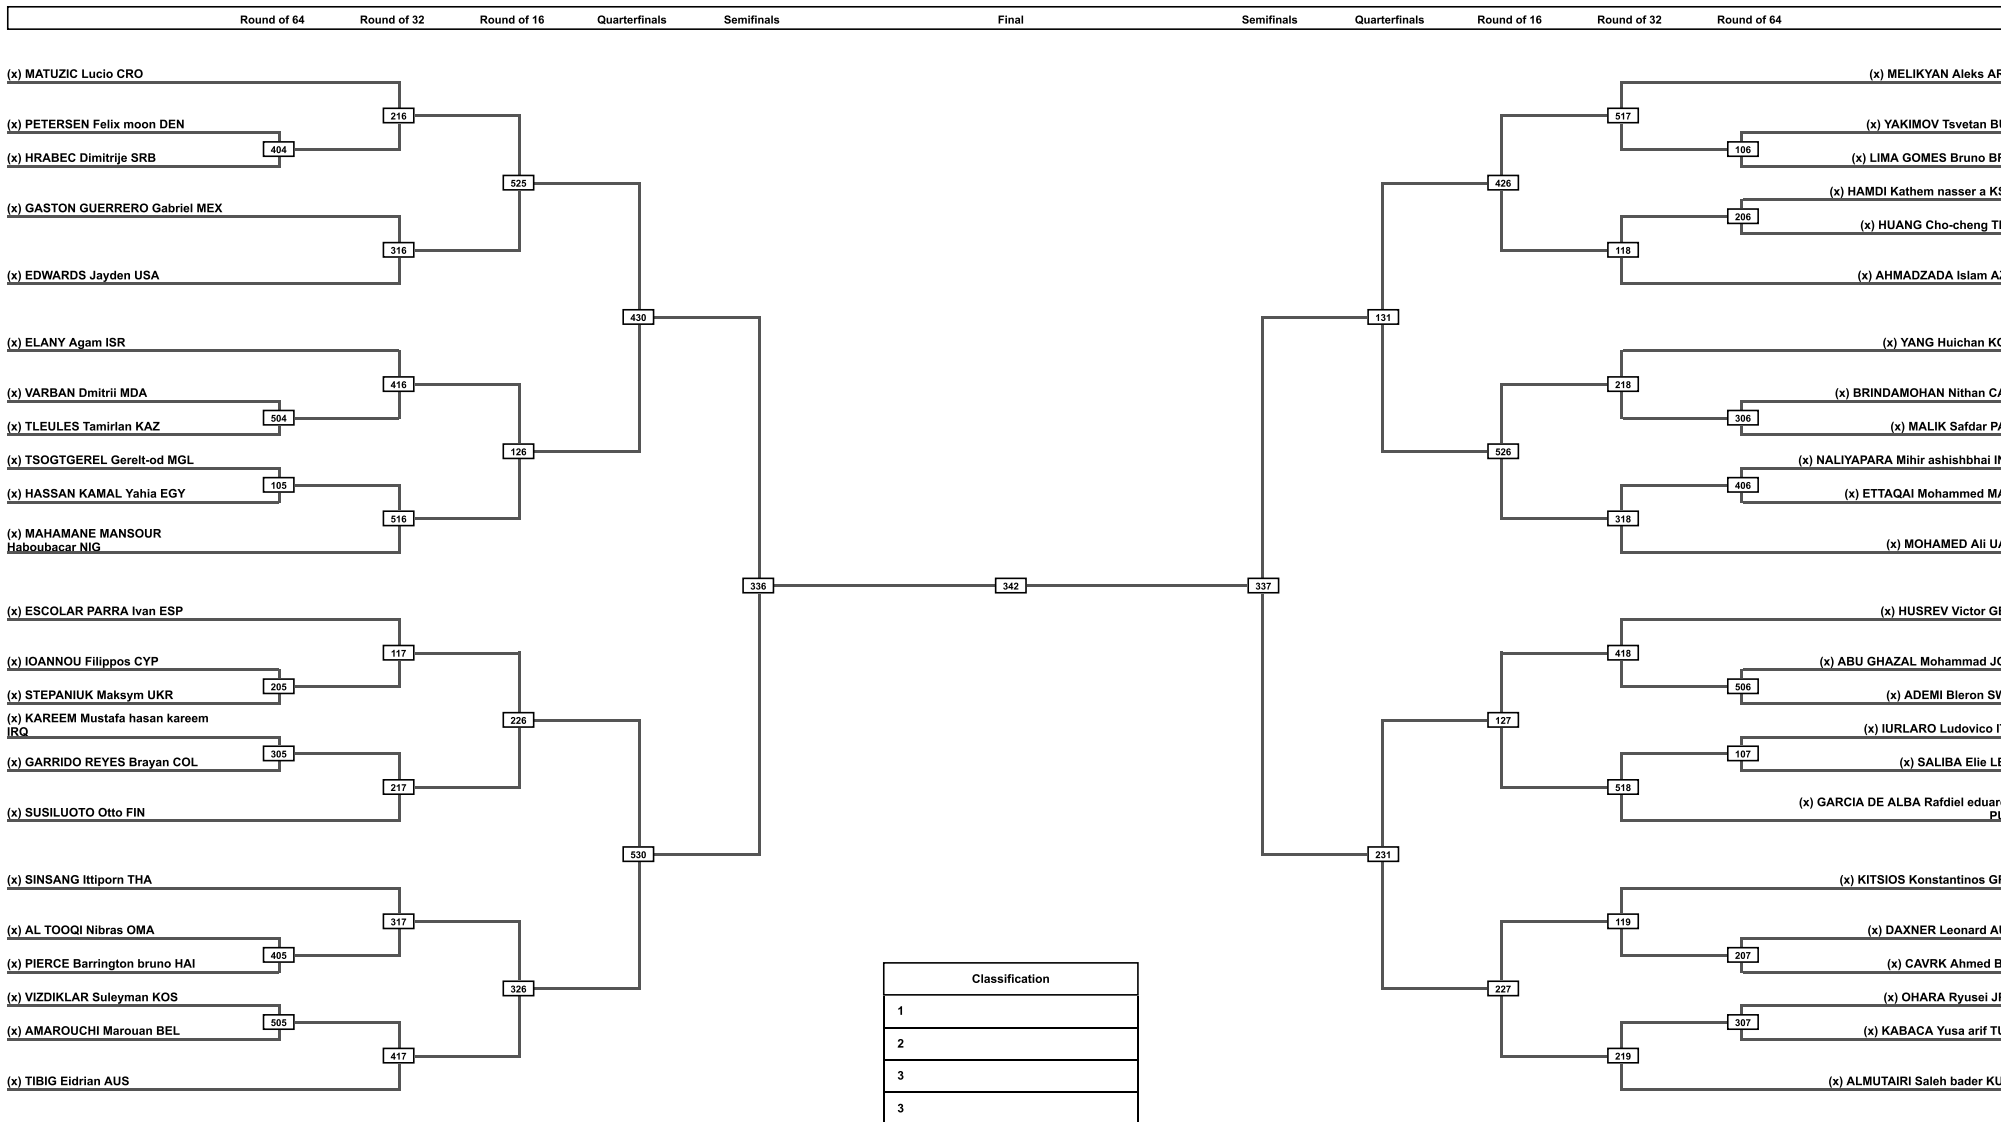 Round of 64 Round of 32 Round of 16 Quarterfinals Semifinals Final Semifinals Quarterfinals Round of 16 Round of 32 Round of 64
(x) MATUZIC Lucio CRO (x) MELIKYAN Aleks
216 517
(x) PETERSEN Felix moon DEN (x) YAKIMOV Tsvetan
404 106
(x) HRABEC Dimitrije SRB (x) LIMA GOMES Bruno
525 426
(x) HAMDI Kathem nasser a
(x) GASTON GUERRERO Gabriel MEX 206
(x) HUANG Cho-cheng
316 118
(x) EDWARDS Jayden USA (x) AHMADZADA Islam
430 131
(x) ELANY Agam ISR (x) YANG Huichan
416 218
(x) VARBAN Dmitrii MDA (x) BRINDAMOHAN Nithan
504 306
(x) TLEULES Tamirlan KAZ (x) MALIK Safdar
126 526
(x) TSOGTGEREL Gerelt-od MGL (x) NALIYAPARA Mihir ashishbhai
105 406
(x) HASSAN KAMAL Yahia EGY (x) ETTAQAI Mohammed
516 318
(x) MAHAMANE MANSOUR
Haboubacar NIG (x) MOHAMED Ali
336 342 337
(x) ESCOLAR PARRA Ivan ESP (x) HUSREV Victor
117 418
(x) IOANNOU Filippos CYP (x) ABU GHAZAL Mohammad
205 506
(x) STEPANIUK Maksym UKR (x) ADEMI Bleron
(x) KAREEM Mustafa hasan kareem
226 127
IRQ (x) IURLARO Ludovico
305 107
(x) GARRIDO REYES Brayan COL (x) SALIBA Elie
217 518
(x) GARCIA DE ALBA Rafdiel
(x) SUSILUOTO Otto FIN
530 231
(x) SINSANG Ittiporn THA (x) KITSIOS Konstantinos
317 119
(x) AL TOOQI Nibras OMA (x) DAXNER Leonard
405 207
(x) PIERCE Barrington bruno HAI (x) CAVRK Ahmed
Classification
326 227
(x) VIZDIKLAR Suleyman KOS (x) OHARA Ryusei
1
505 307
(x) AMAROUCHI Marouan BEL (x) KABACA Yusa arif
2
417 219
3
(x) TIBIG Eidrian AUS (x) ALMUTAIRI Saleh bader
3